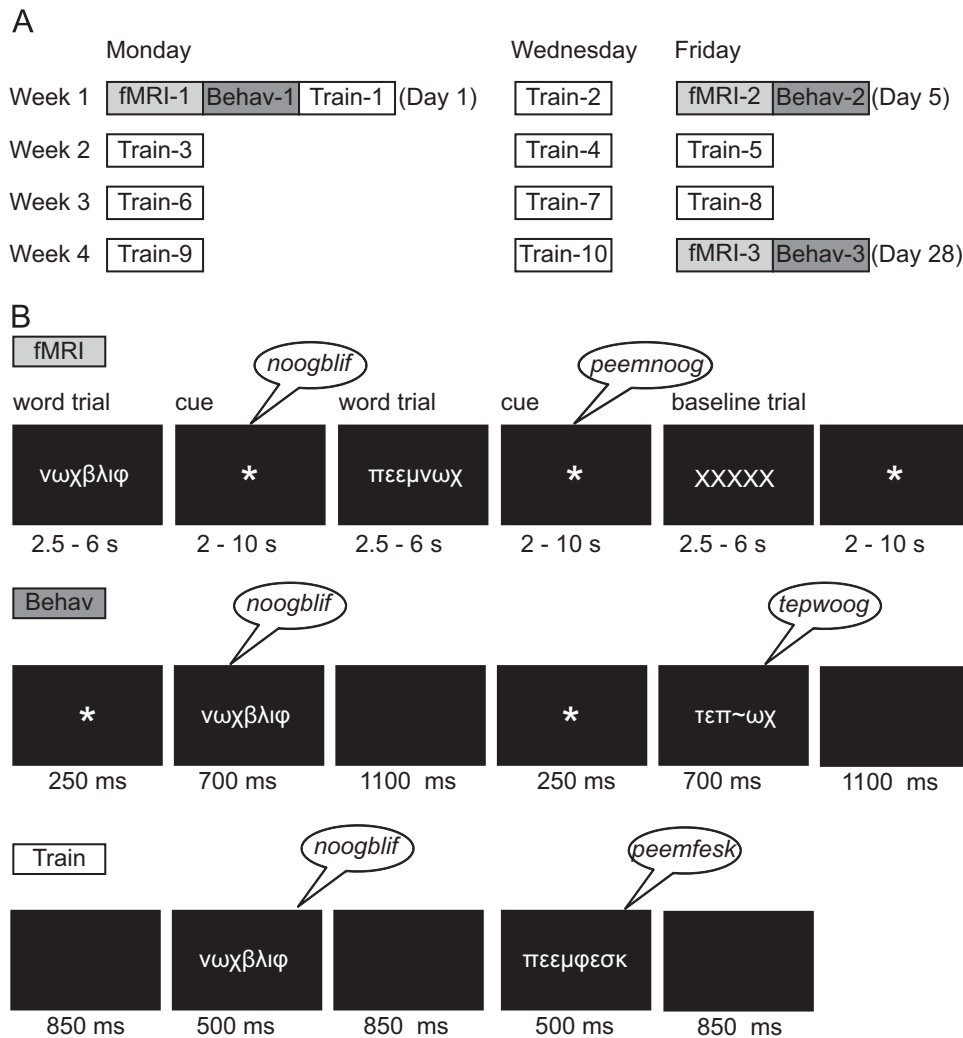 A
Monday Wednesday Friday
Week 1 fMRI-1 Behav-1 Train-1 (Day 1) Train-2 fMRI-2 Behav-2 (Day 5)
Week 2 Train-3 Train-4 Train-5
Week 3 Train-6 Train-7 Train-8
Week 4 Train-9 Train-10 fMRI-3 Behav-3 (Day 28)
B
fMRI
noogblif peemnoog
word trial cue word trial cue baseline trial
νωχβλιφ * πεεμνωχ * XXXXX *
2.5 - 6 s 2 - 10 s 2.5 - 6 s 2 - 10 s 2.5 - 6 s 2 - 10 s
Behav
noogblif tepwoog
* νωχβλιφ * τεπ~ωχ
250 ms 700 ms 1100 ms 250 ms 700 ms 1100 ms
Train
noogblif peemfesk
νωχβλιφ πεεμφεσκ
850 ms 500 ms 850 ms 500 ms 850 ms